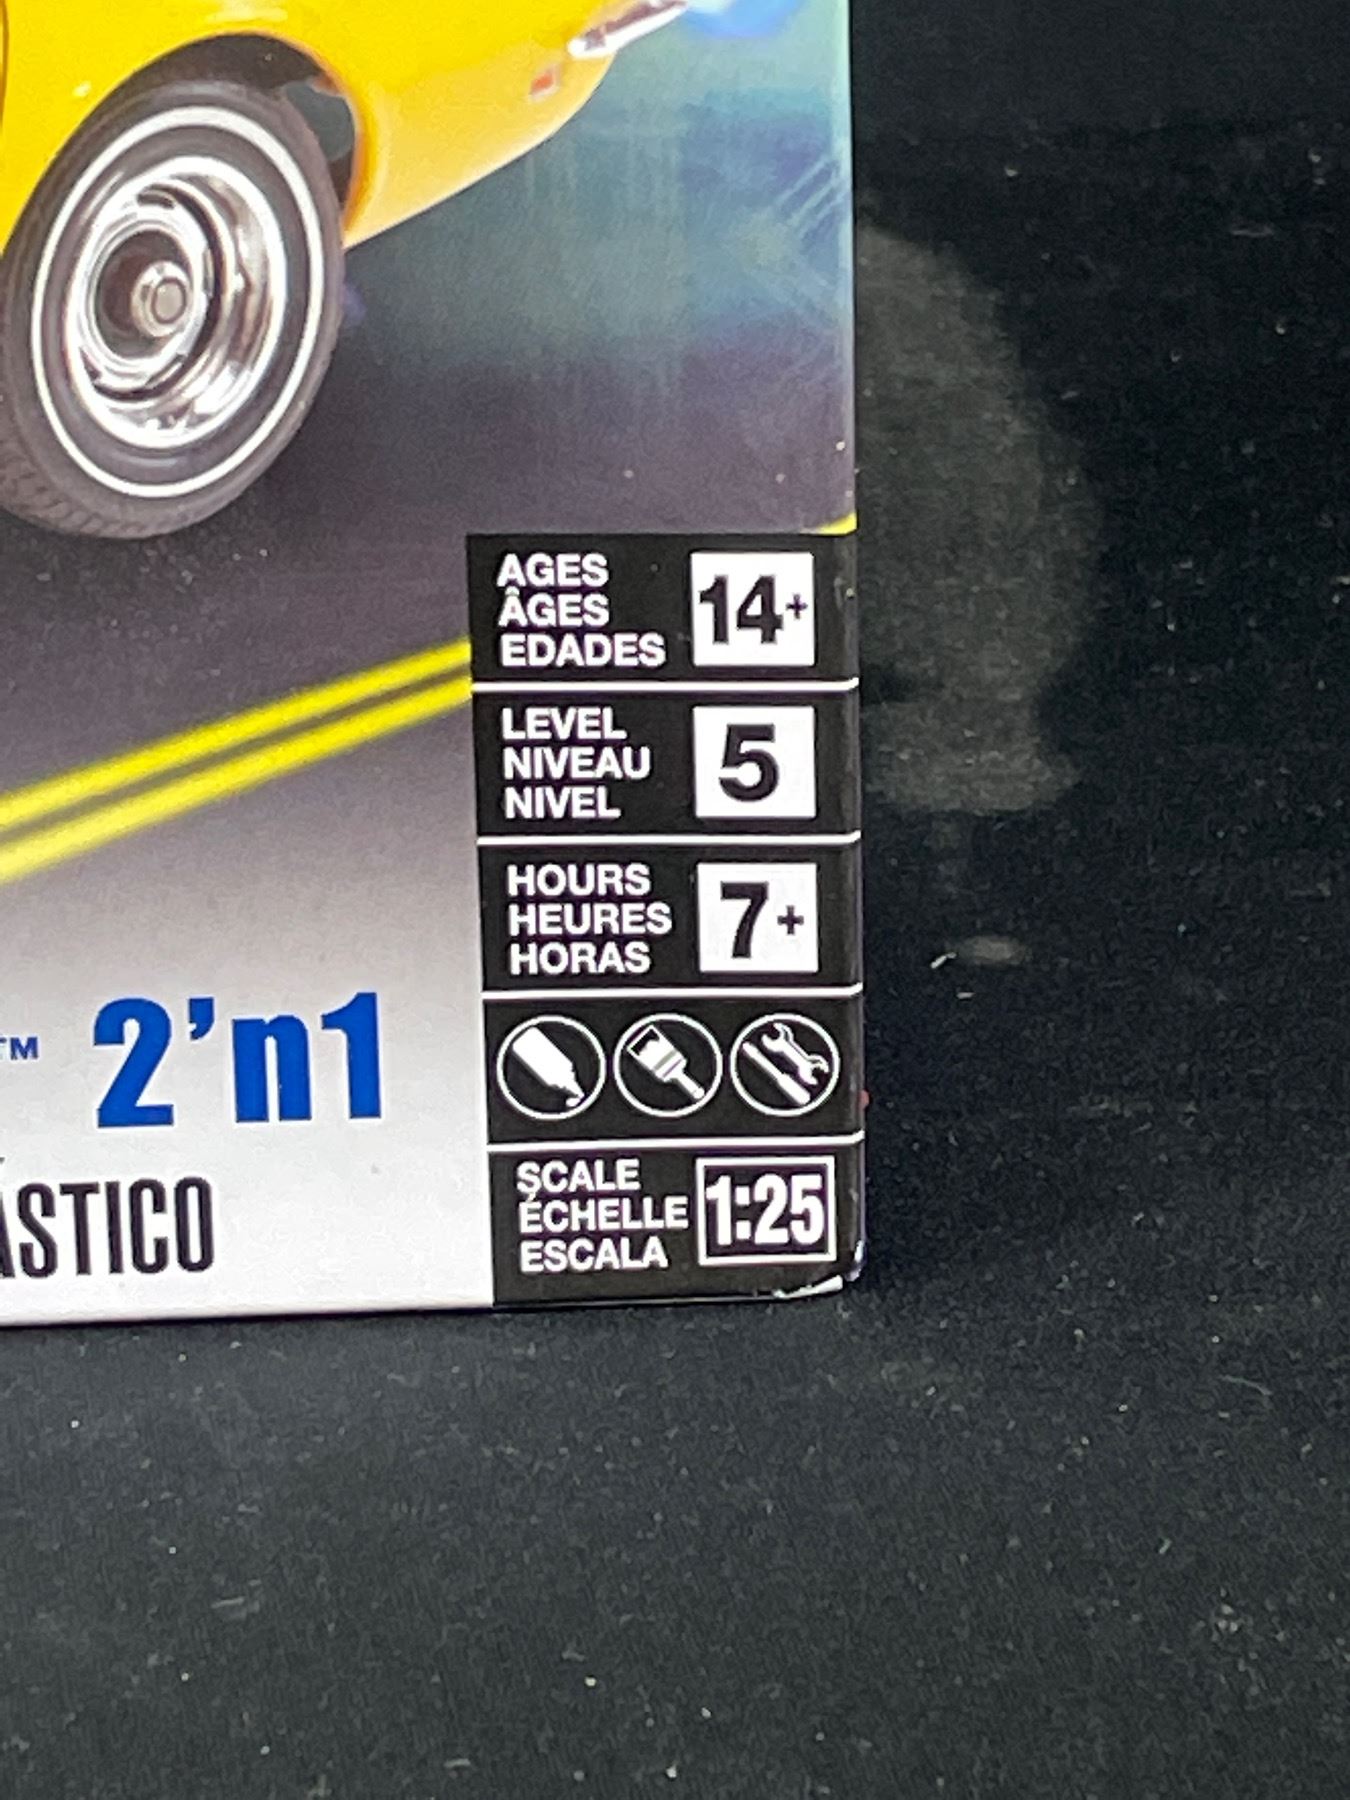 AGES
ÂGES
EDADES
14+
LEVEL
NIVEAU
NIVEL
5
HOURS
HEURES
HORAS
7+
™ 2'n1
SCALE
ÉCHELLE
ESCALA
1:25
ÁSTICO